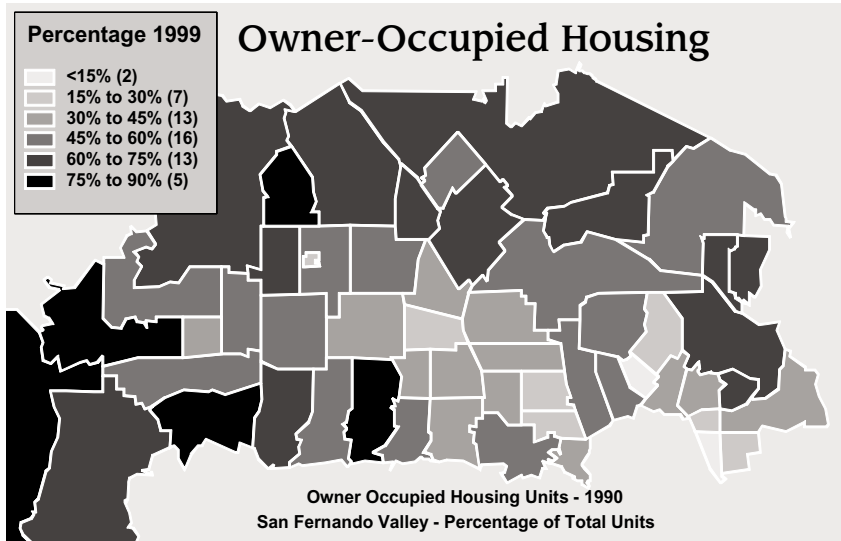 Owner-Occupied Housing
Percentage 1999
<15% (2)
15% to 30% (7)
30% to 45% (13)
45% to 60% (16)
60% to 75% (13)
75% to 90% (5)
Owner Occupied Housing Units - 1990
San Fernando Valley - Percentage of Total Units